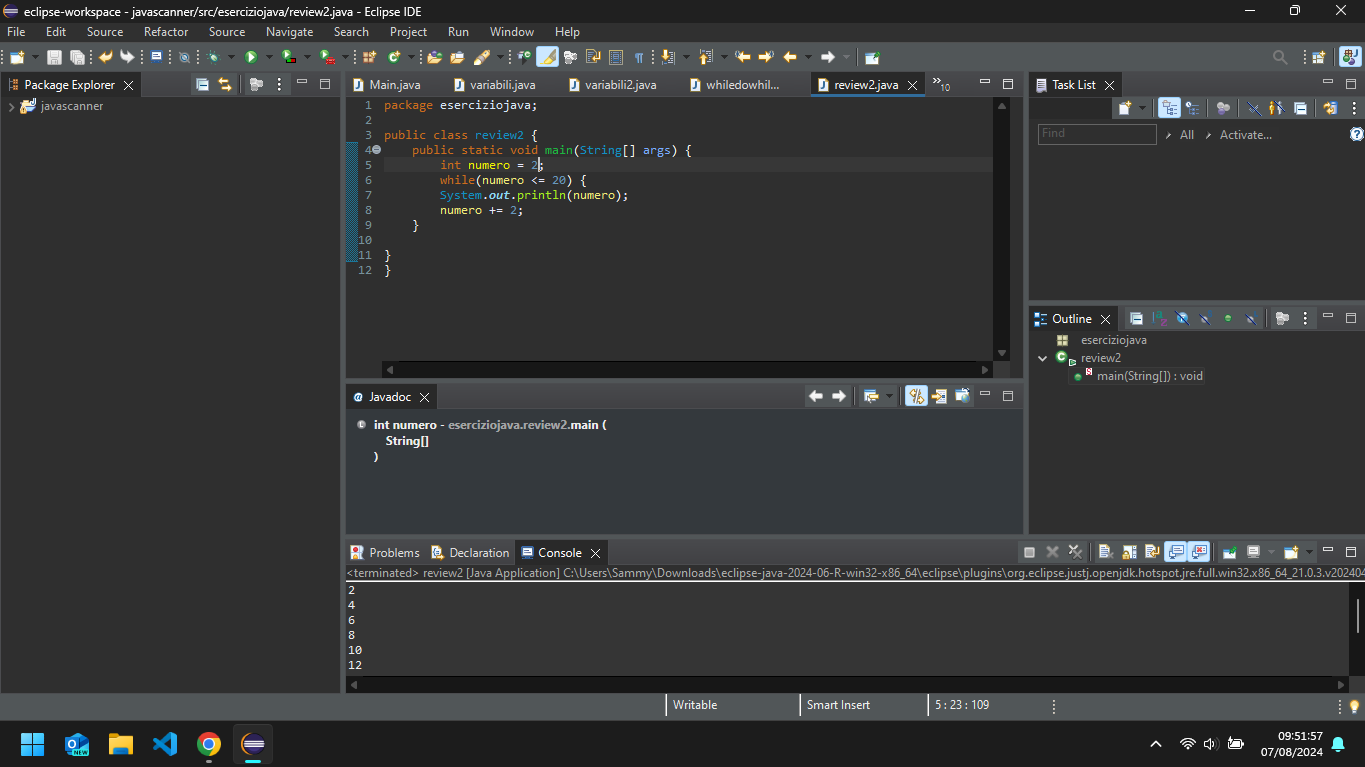 eclipse-workspace - javascanner/src/eserciziojava/review2.java - Eclipse IDE
File Edit Source Refactor Source Navigate Search Project Run Window Help
Package Explorer
javascanner
Main.java variabili.java variabili2.java whiledowhil... review2.java »10
1 package eserciziojava;
2
3 public class review2 {
4 public static void main(String[] args) {
5 int numero = 2;
6 while(numero <= 20) {
7 System.out.println(numero);
8 numero += 2;
9 }
10
11 }
12 }
Task List
Find All Activate...
Outline
eserciziojava
review2
main(String[]) : void
Javadoc
int numero - eserciziojava.review2.main (
String[]
)
Problems Declaration Console
<terminated> review2 [Java Application] C:\Users\Sammy\Downloads\eclipse-java-2024-06-R-win32-x86_64\eclipse\plugins\org.eclipse.justj.openjdk.hotspot.jre.full.win32.x86_64_21.0.3.v202404
2
4
6
8
10
12
Writable Smart Insert 5 : 23 : 109
NEW
09:51:57
07/08/2024